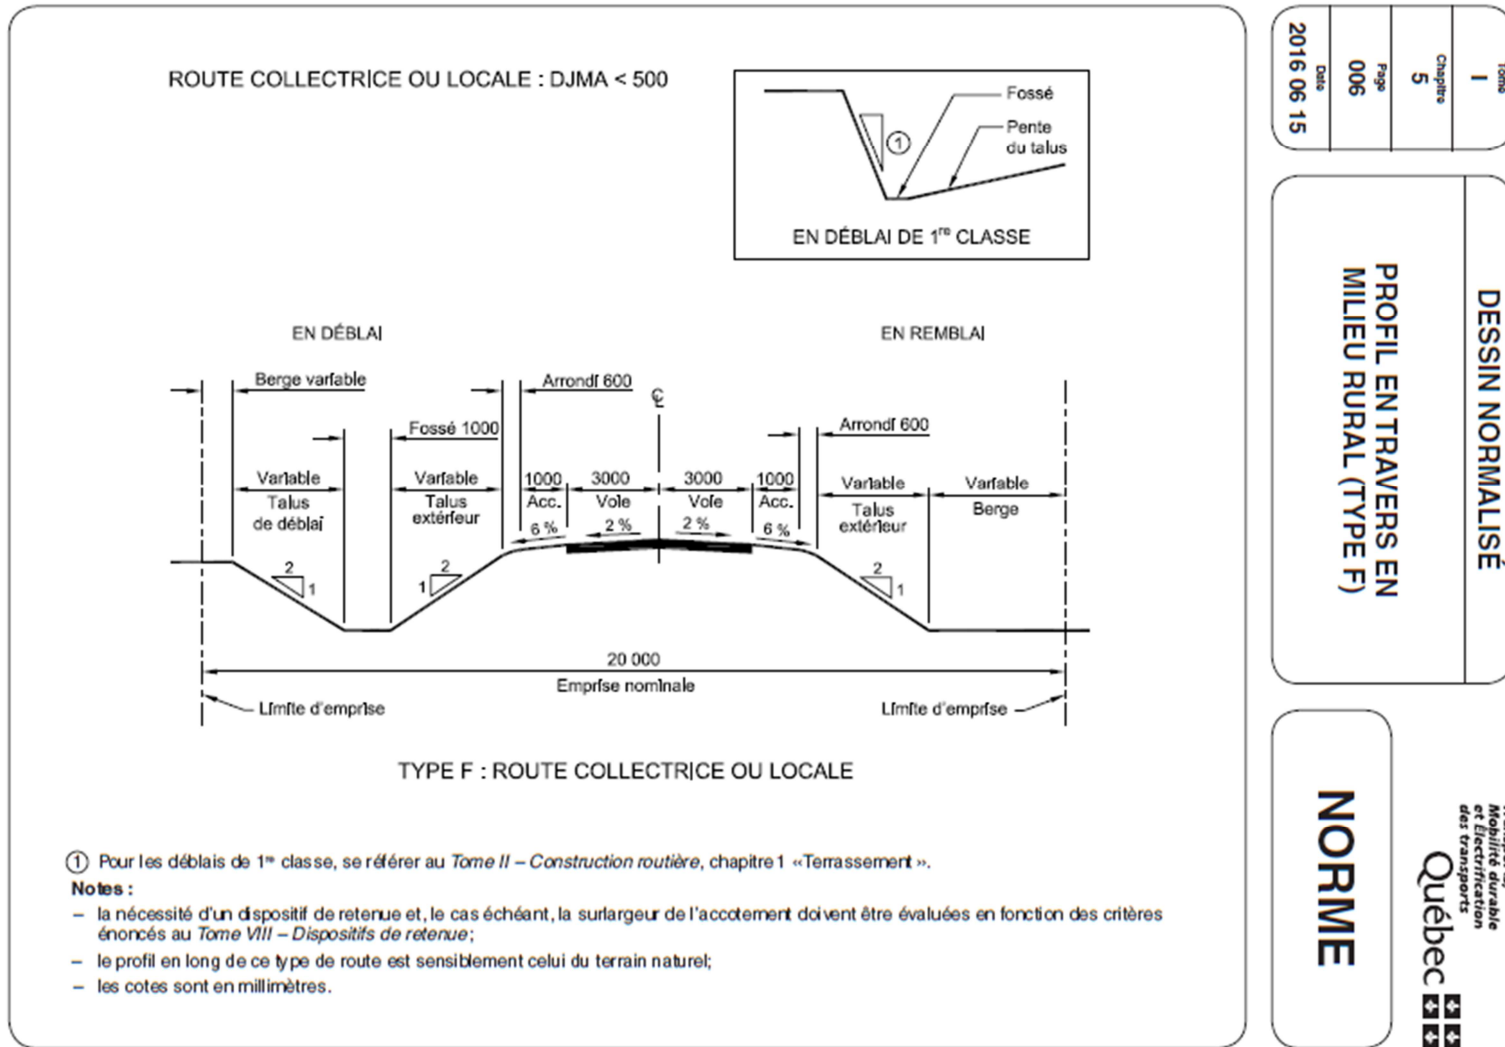 ROUTE COLLECTRICE OU LOCALE : DJMA < 500
Fossé
Pente
du talus
1
EN DÉBLAI DE 1re CLASSE
EN DÉBLAI
EN REMBLAI
Berge variable
Arrondi 600
℄
Fossé 1000
Arrondi 600
Variable
Talus
de déblai
Variable
Talus
extérieur
1000
Acc.
3000
Voie
3000
Voie
1000
Acc.
Variable
Talus
extérieur
Variable
Berge
6 %
2 %
2 %
6 %
2
1
2
1
2
1
20 000
Emprise nominale
Limite d'emprise
Limite d'emprise
TYPE F : ROUTE COLLECTRICE OU LOCALE
1 Pour les déblais de 1re classe, se référer au Tome II – Construction routière, chapitre 1 «Terrassement ».
Notes :
– la nécessité d'un dispositif de retenue et, le cas échéant, la surlargeur de l'accotement doivent être évaluées en fonction des critères
énoncés au Tome VIII – Dispositifs de retenue;
– le profil en long de ce type de route est sensiblement celui du terrain naturel;
– les cotes sont en millimètres.
Tome
I
Chapitre
5
Page
006
Date
2016 06 15
DESSIN NORMALISÉ
PROFIL EN TRAVERS EN
MILIEU RURAL (TYPE F)
NORME
Mobilité durable
et Électrification
des transports
Québec